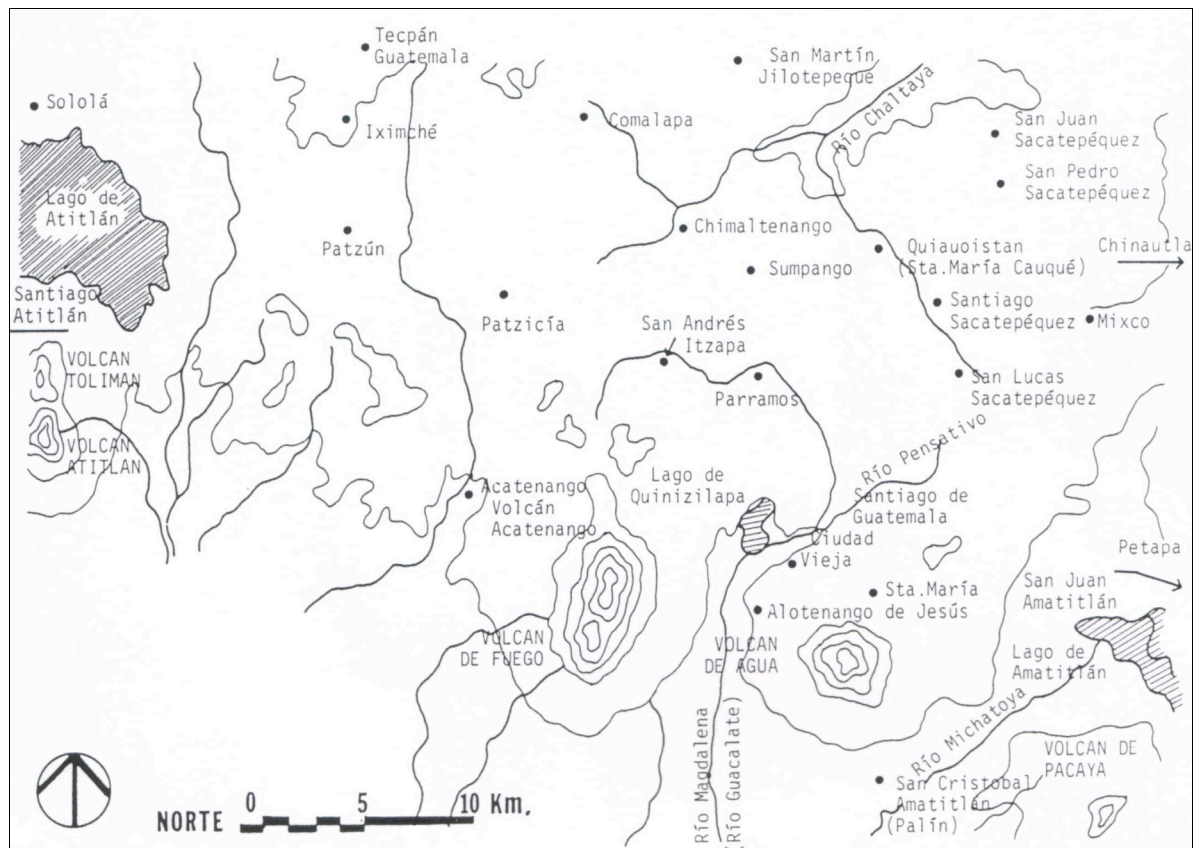 Tecpán
Guatemala
San Martín
Jilotepeque
Río Chaltaya
Sololá
Iximché
Comalapa
San Juan
Sacatepéquez
San Pedro
Sacatepéquez
Lago de
Atitlán
Patzún
Chimaltenango
Quiauoistan
(Sta.María Cauqué)
Chinautla
Sumpango
Santiago
Atitlán
Patzicía
Santiago
Sacatepéquez
Mixco
San Andrés
Itzapa
VOLCAN
TOLIMAN
Parramos
San Lucas
Sacatepéquez
VOLCAN
ATITLAN
Río Pensativo
Lago de
Quinizilapa
Acatenango
Volcán
Acatenango
Santiago de
Guatemala
Ciudad
Vieja
Petapa
Sta.María
de Jesús
Alotenango
San Juan
Amatitlán
VOLCAN
DE FUEGO
VOLCAN
DE AGUA
Lago de
Amatitlán
Río Magdalena
(Río Guacalate)
Río Michatoya
VOLCAN DE
PACAYA
San Cristobal
Amatitlán
(Palín)
NORTE
0 5 10 Km.